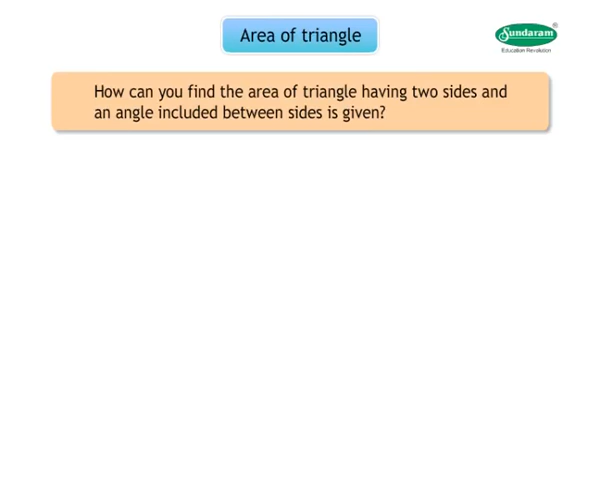 Area of triangle
Sundaram
®
Education Revolution
How can you find the area of triangle having two sides and
an angle included between sides is given?